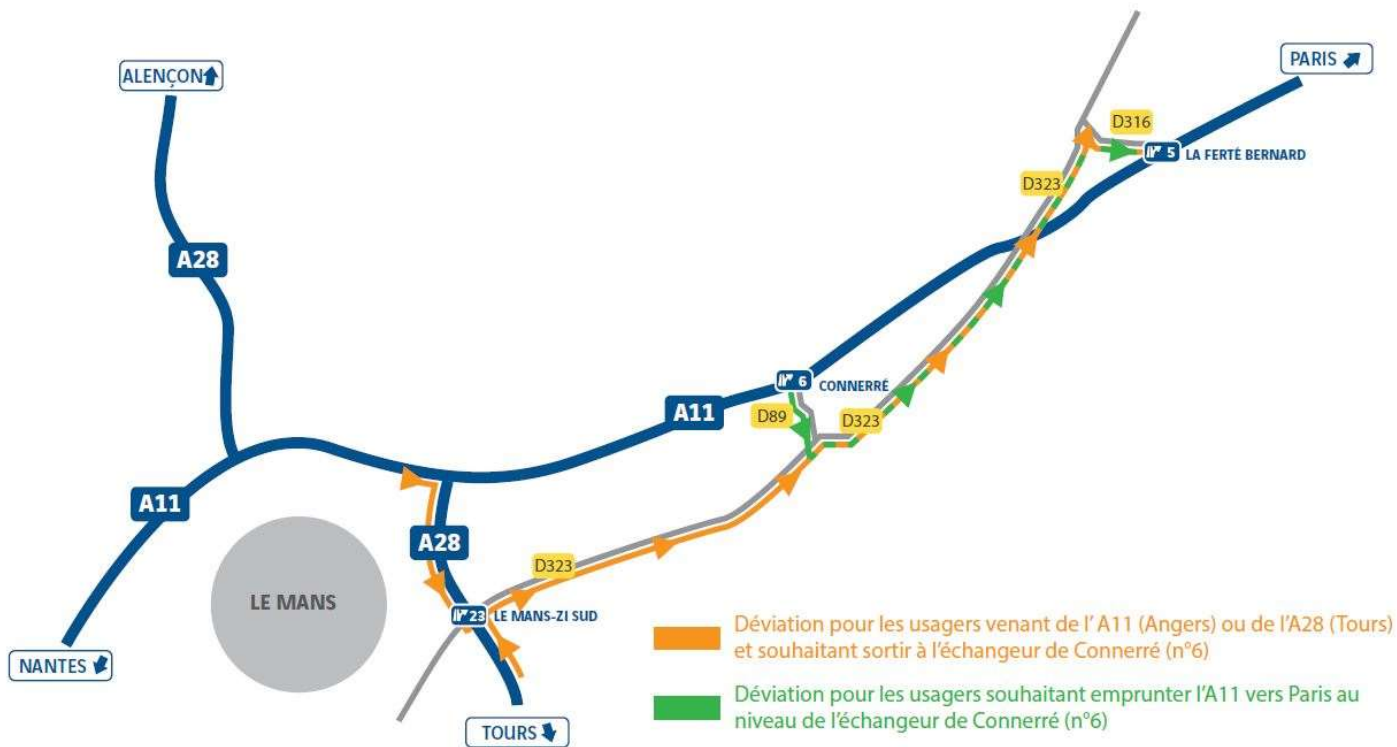 ALENÇON
PARIS
D316
5 LA FERTÉ BERNARD
D323
A28
6 CONNERRÉ
A11
D89
D323
A11
A28
D323
LE MANS
23 LE MANS-ZI SUD
NANTES
TOURS
Déviation pour les usagers venant de l' A11 (Angers) ou de l'A28 (Tours)
et souhaitant sortir à l'échangeur de Connerré (n°6)
Déviation pour les usagers souhaitant emprunter l'A11 vers Paris au
niveau de l'échangeur de Connerré (n°6)